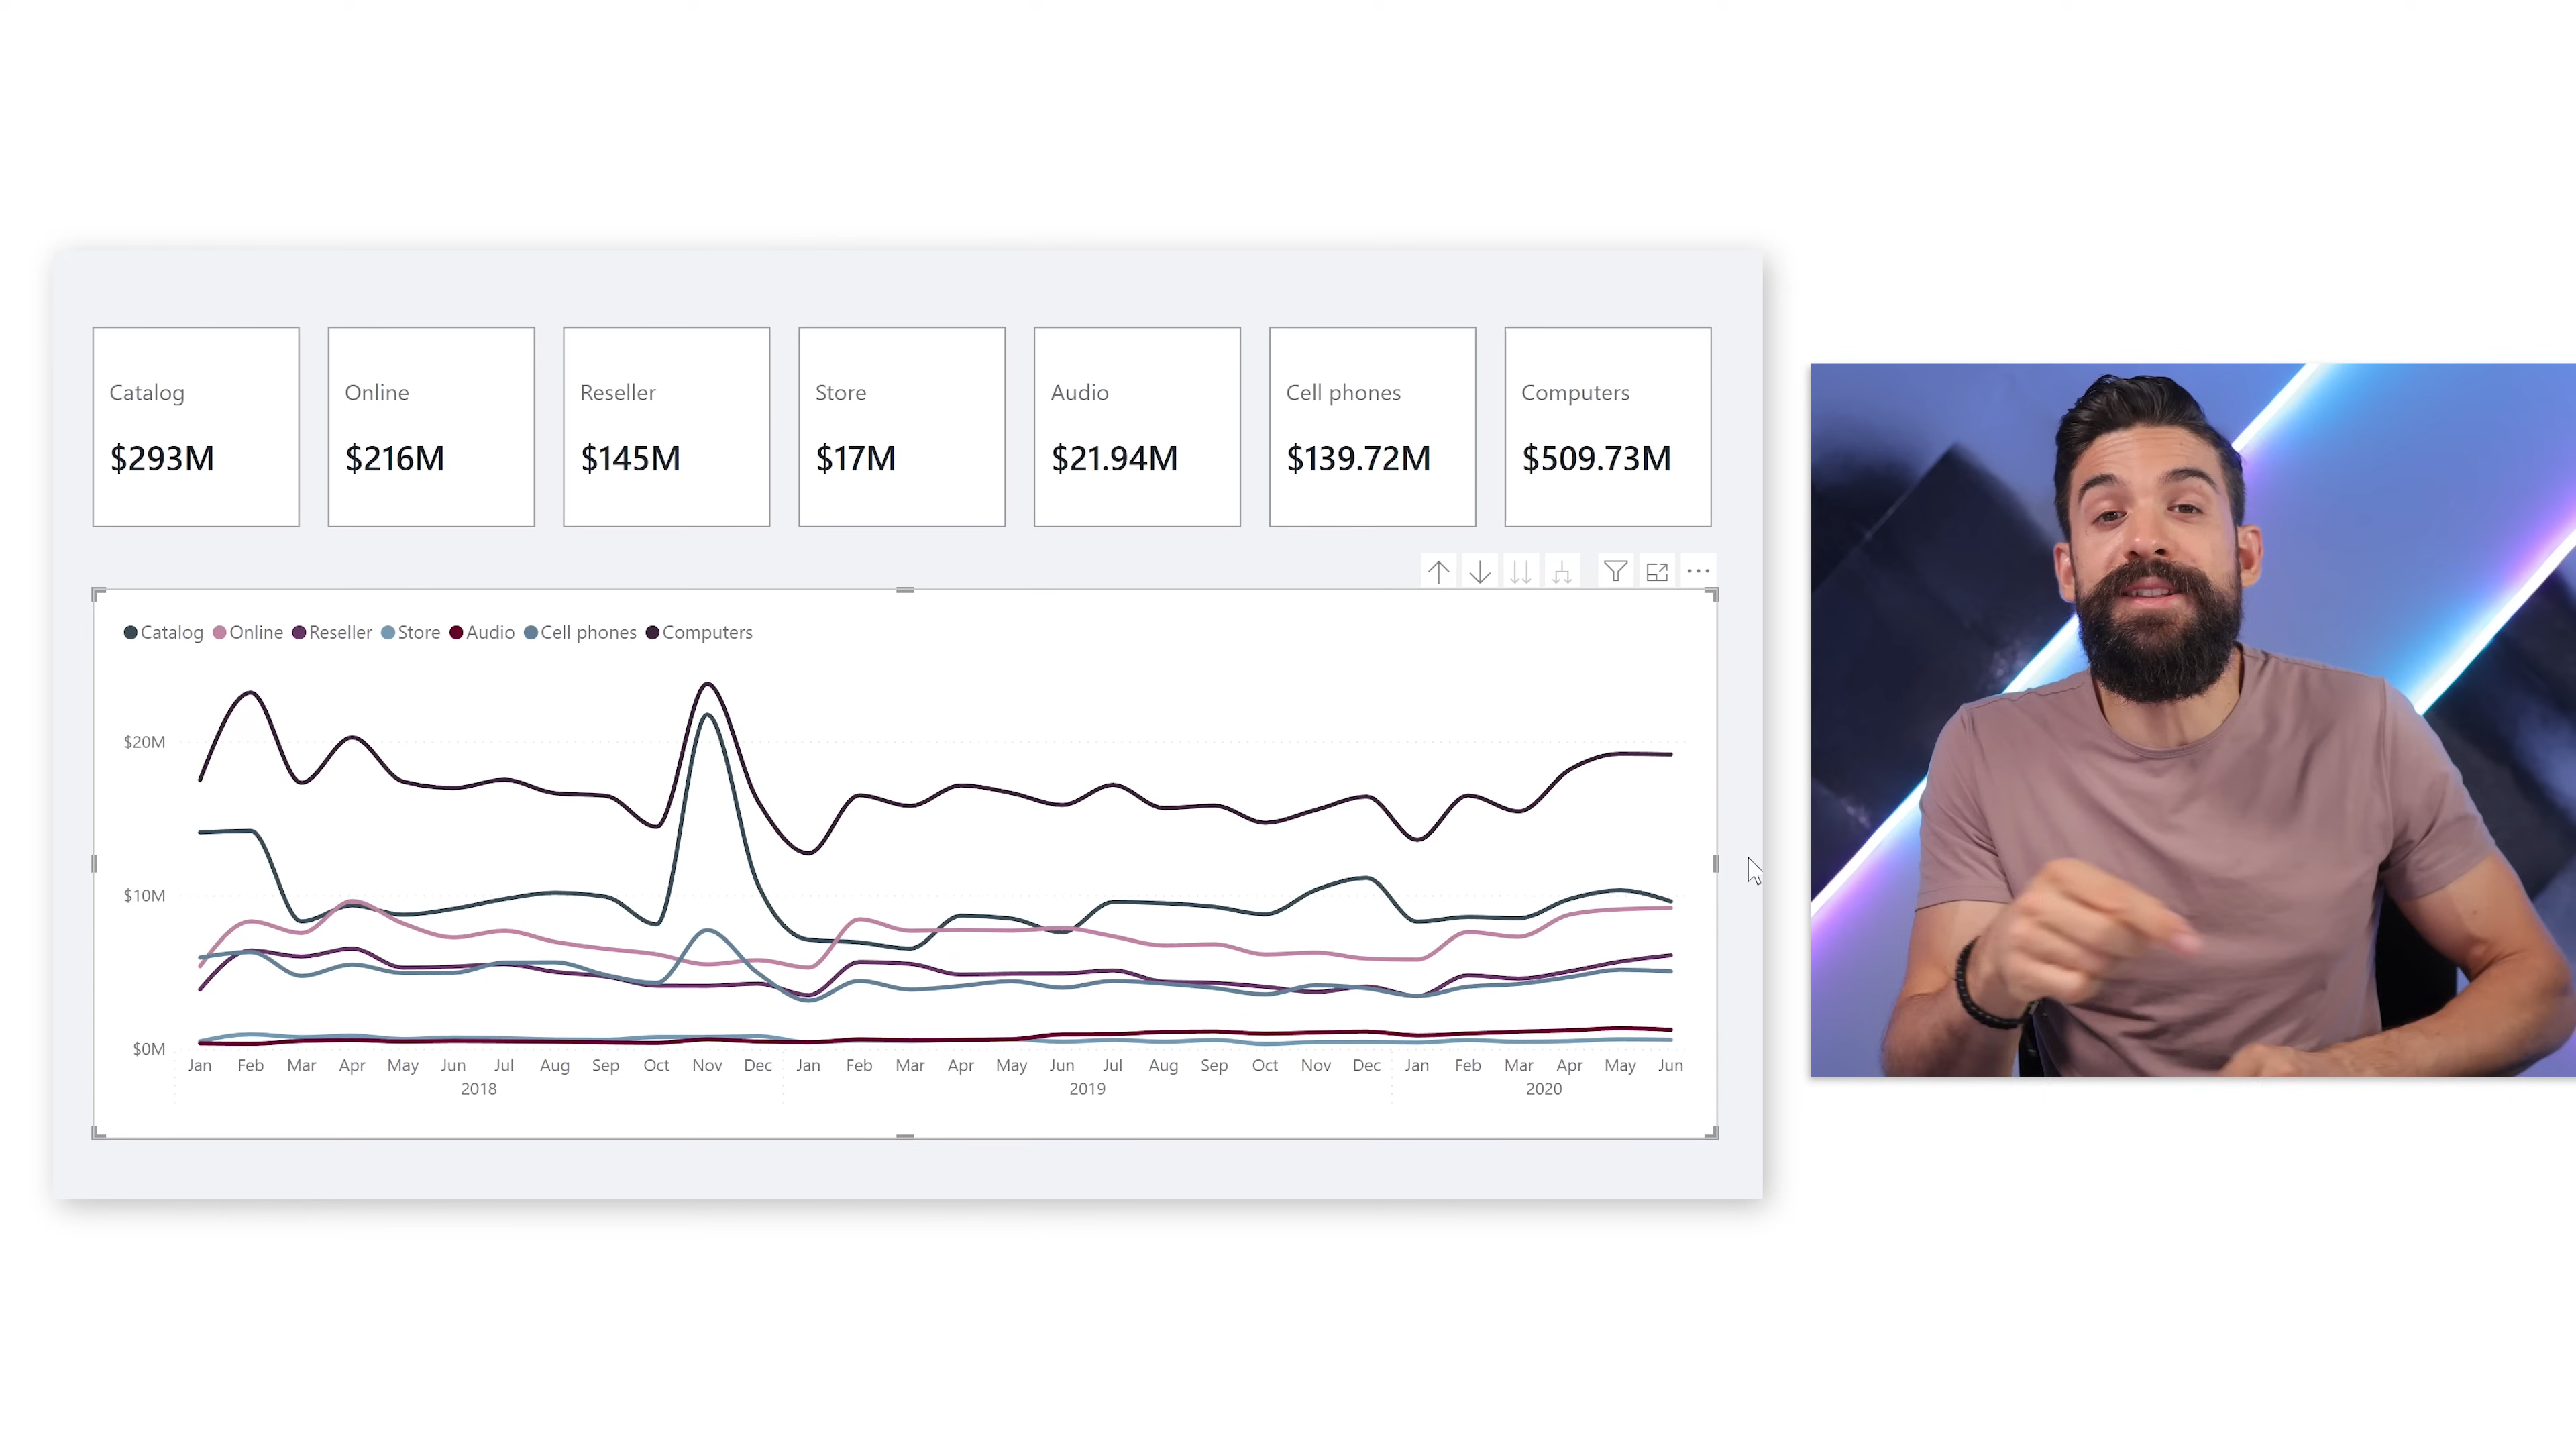 Catalog Online Reseller Store Audio Cell phones Computers
$293M $216M $145M $17M $21.94M $139.72M $509.73M
Catalog Online Reseller Store Audio Cell phones Computers
$20M
$10M
$0M
Jan Feb Mar Apr May Jun Jul Aug Sep Oct Nov Dec Jan Feb Mar Apr May Jun Jul Aug Sep Oct Nov Dec Jan Feb Mar Apr May Jun
2018 2019 2020